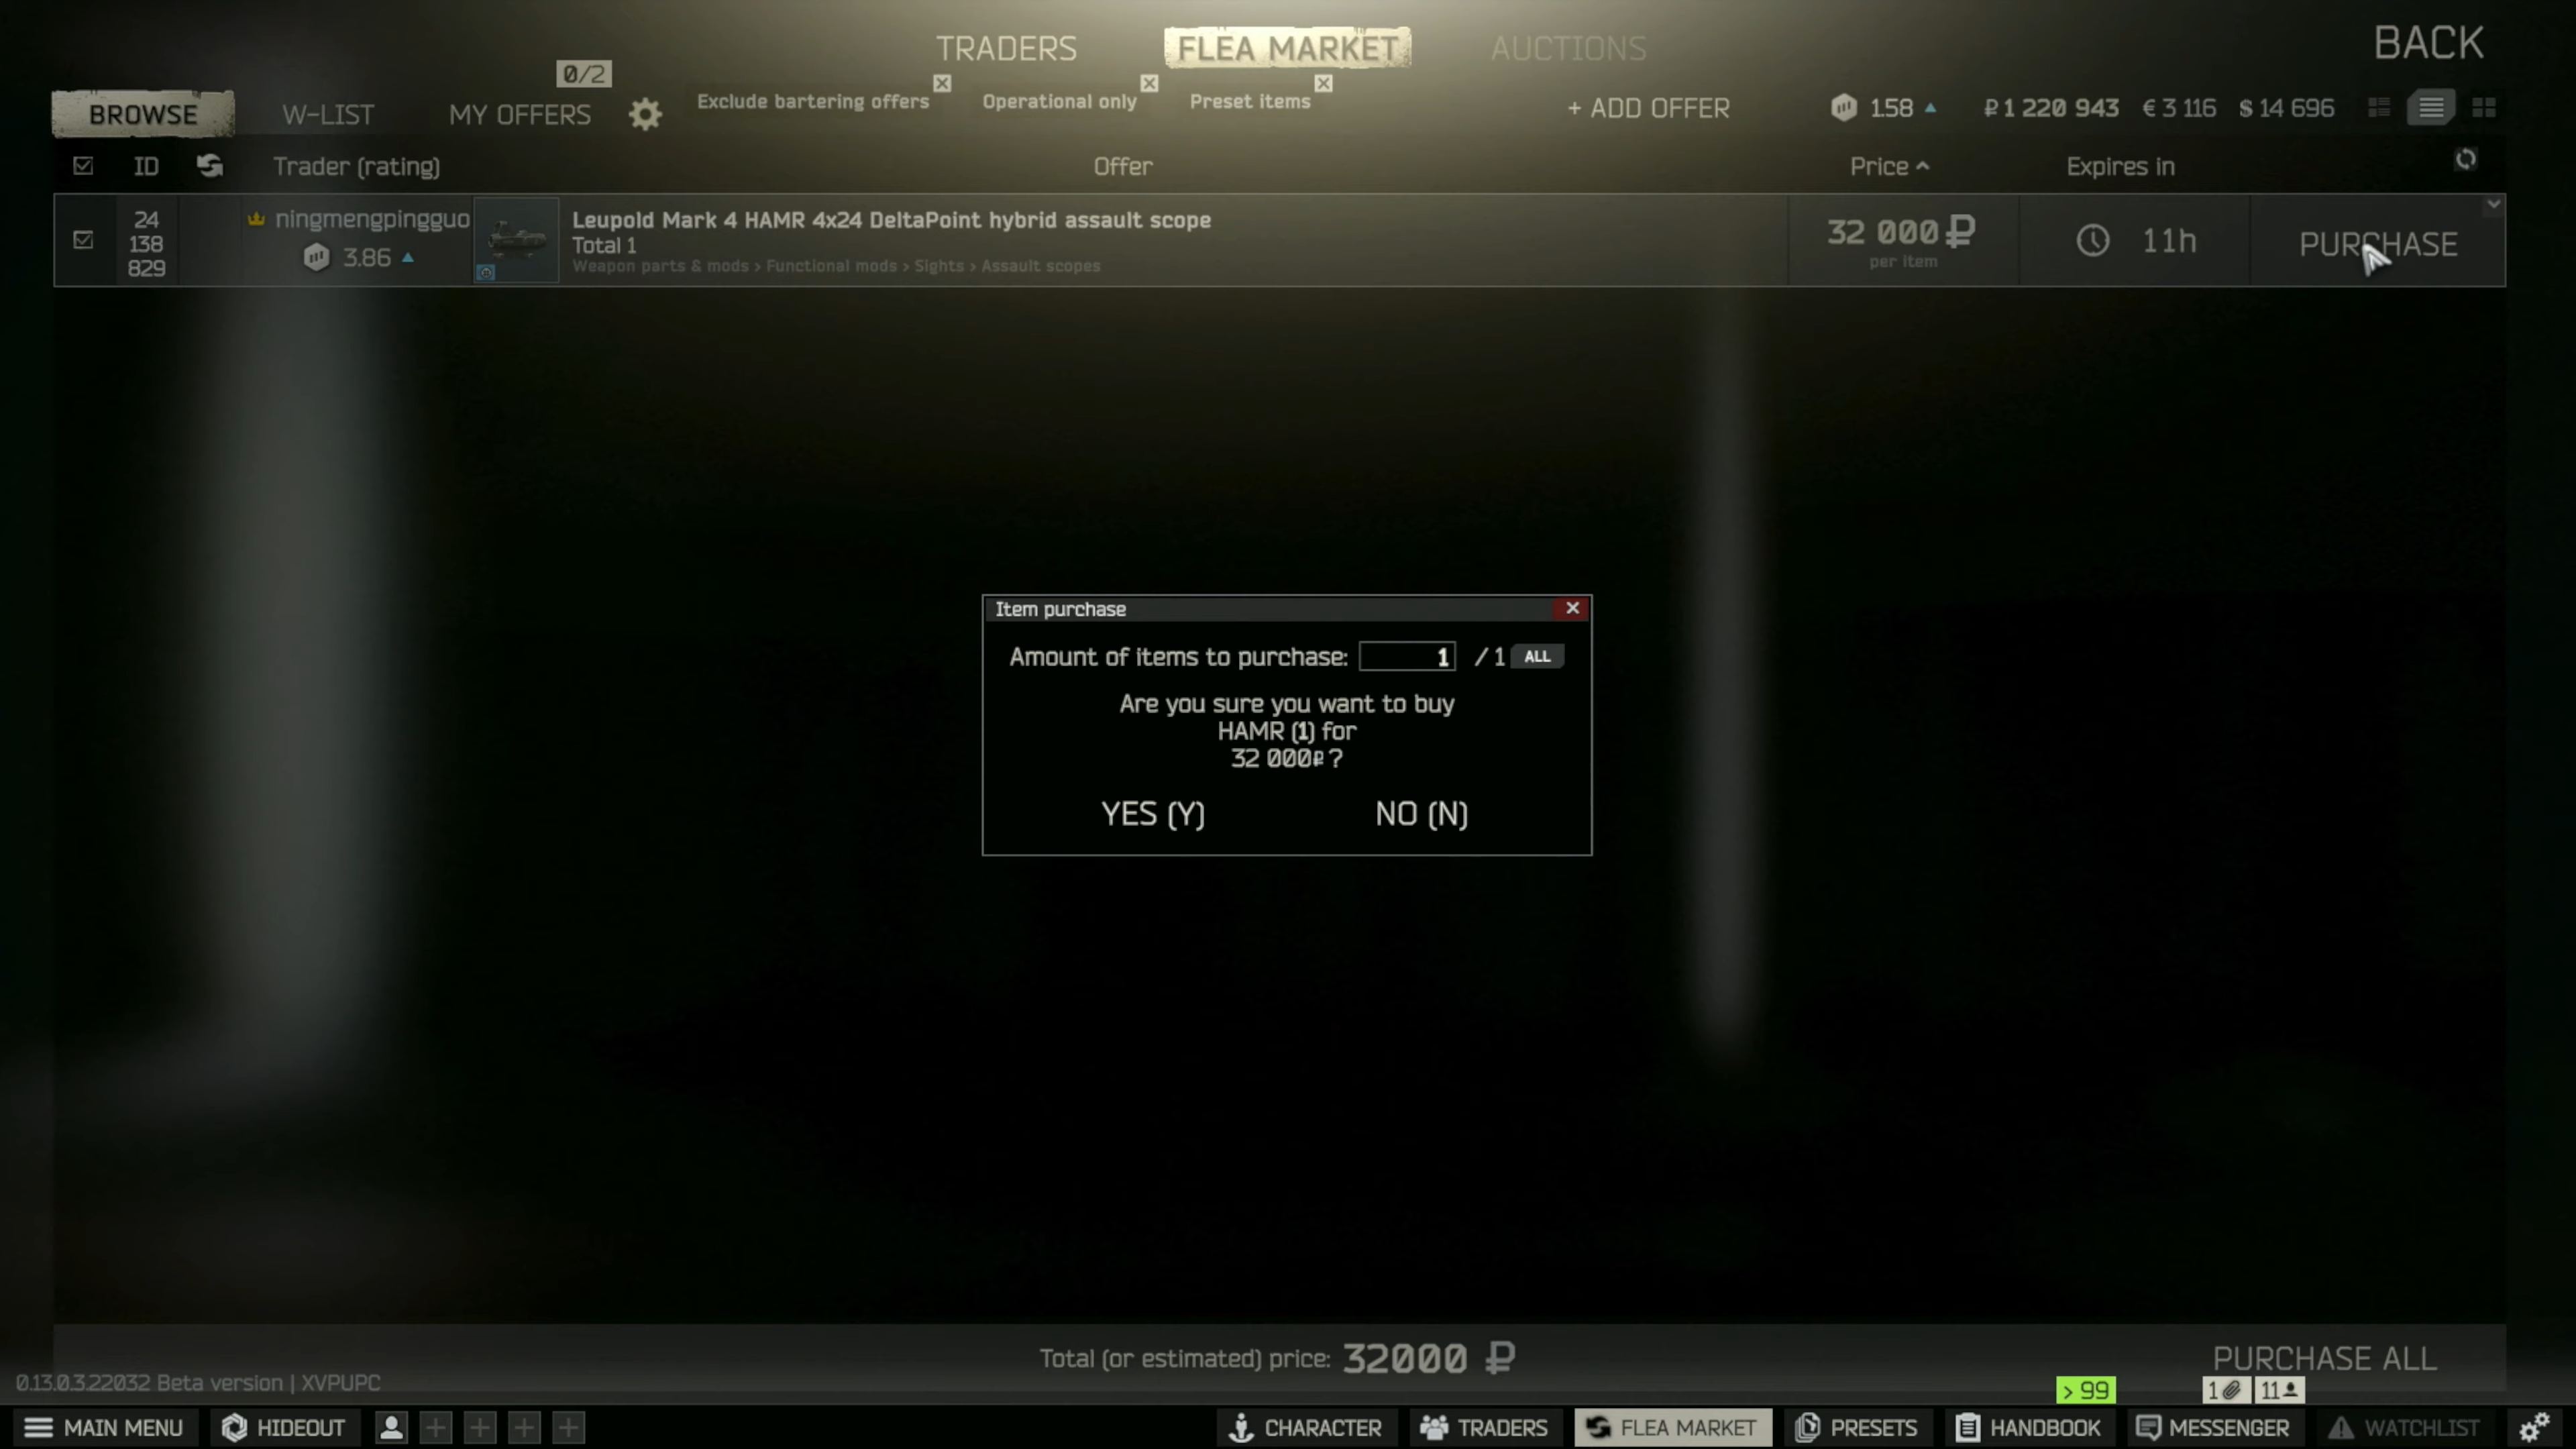 TRADERS
FLEA MARKET
AUCTIONS
BACK
0/2
BROWSE
W-LIST
MY OFFERS
Exclude bartering offers
Operational only
Preset items
+ ADD OFFER
1.58
₽ 1 220 943
€ 3 116
$ 14 696
ID
Trader (rating)
Offer
Price
Expires in
24
138
829
ningmengpingguo
3.86
Leupold Mark 4 HAMR 4x24 DeltaPoint hybrid assault scope
Total 1
Weapon parts & mods > Functional mods > Sights > Assault scopes
32 000 ₽
per item
11h
PURCHASE
Item purchase
Amount of items to purchase: 1 / 1 ALL
Are you sure you want to buy
HAMR (1) for
32 000₽ ?
YES (Y)
NO (N)
Total (or estimated) price: 32000 ₽
PURCHASE ALL
0.13.0.3.22032 Beta version | XVPUPC
> 99
1
11
MAIN MENU
HIDEOUT
CHARACTER
TRADERS
FLEA MARKET
PRESETS
HANDBOOK
MESSENGER
WATCHLIST